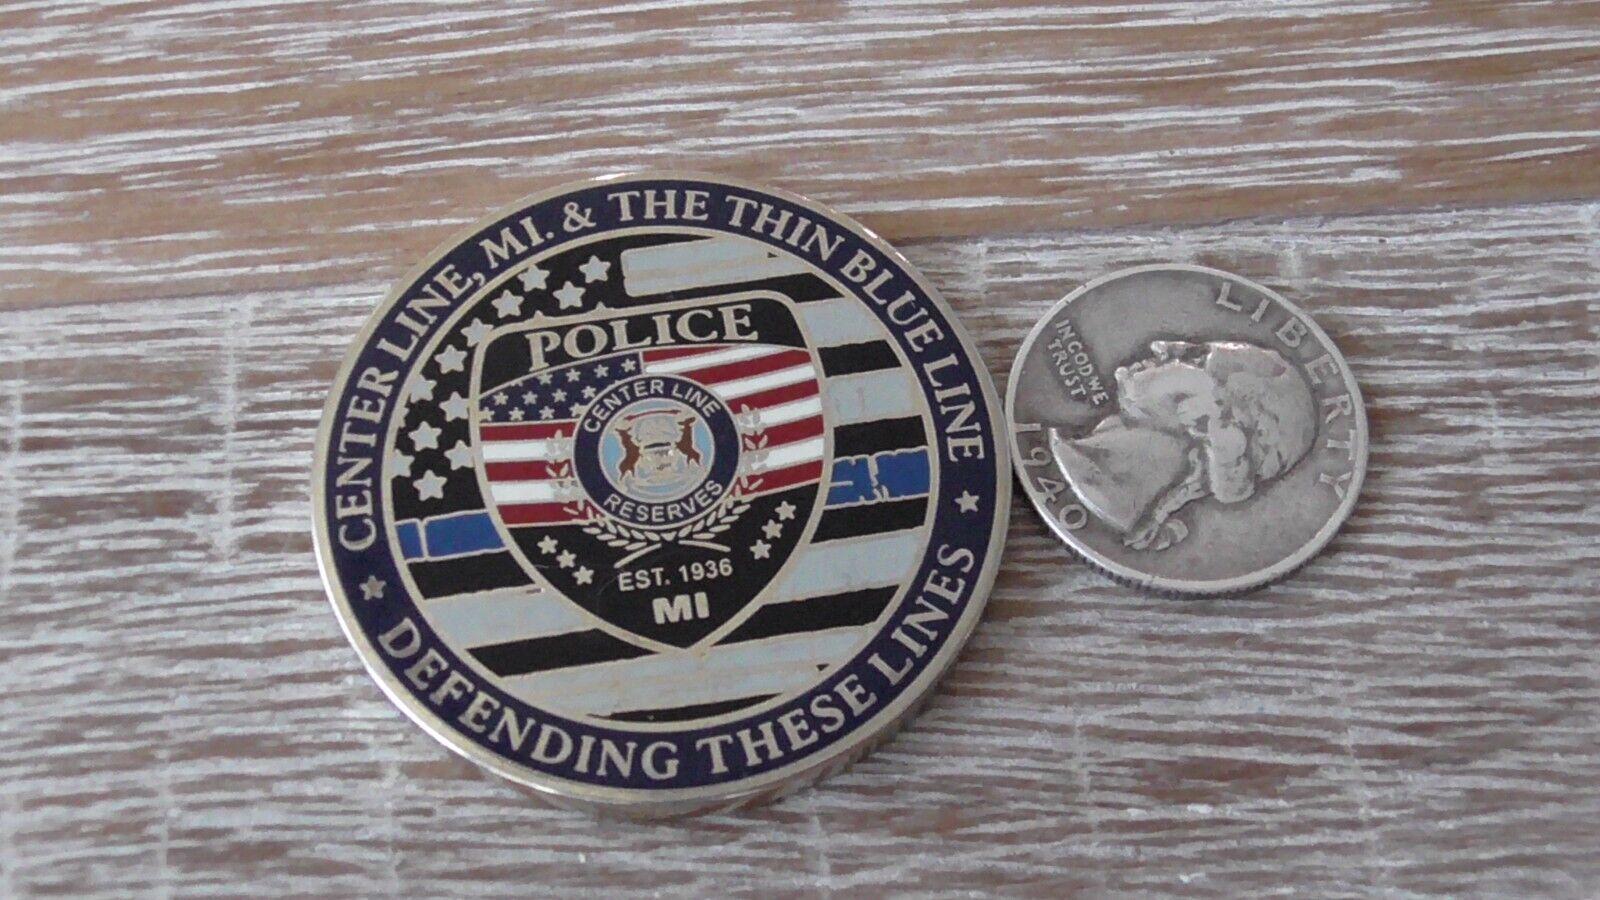 CENTER LINE, MI. & THE THIN BLUE LINE
DEFENDING THESE LINES
POLICE
CENTER LINE
RESERVES
EST. 1936
MI
LIBERTY
IN GOD WE
TRUST
1940